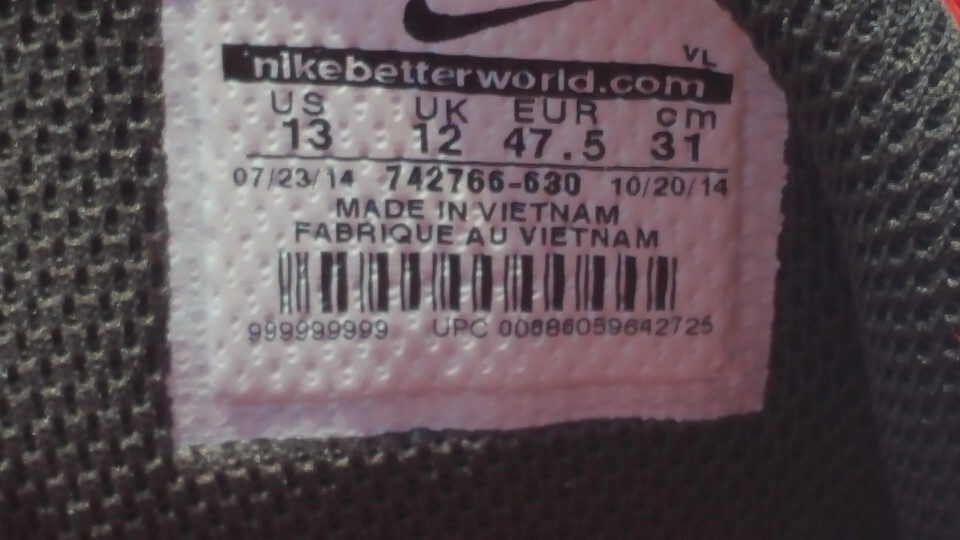 VL
nikebetterworld.com
US UK EUR cm
13 12 47.5 31
07/23/14 742766-630 10/20/14
MADE IN VIETNAM
FABRIQUE AU VIETNAM
999999999 UPC 00886059642725